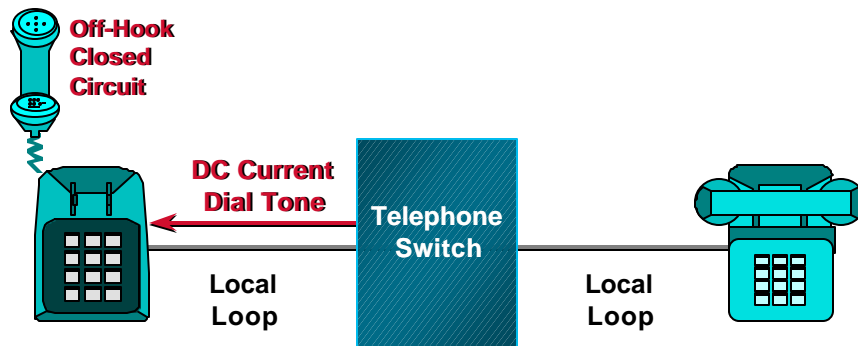 Off-Hook
Closed
Circuit
DC Current
Dial Tone
Telephone
Switch
Local
Loop
Local
Loop